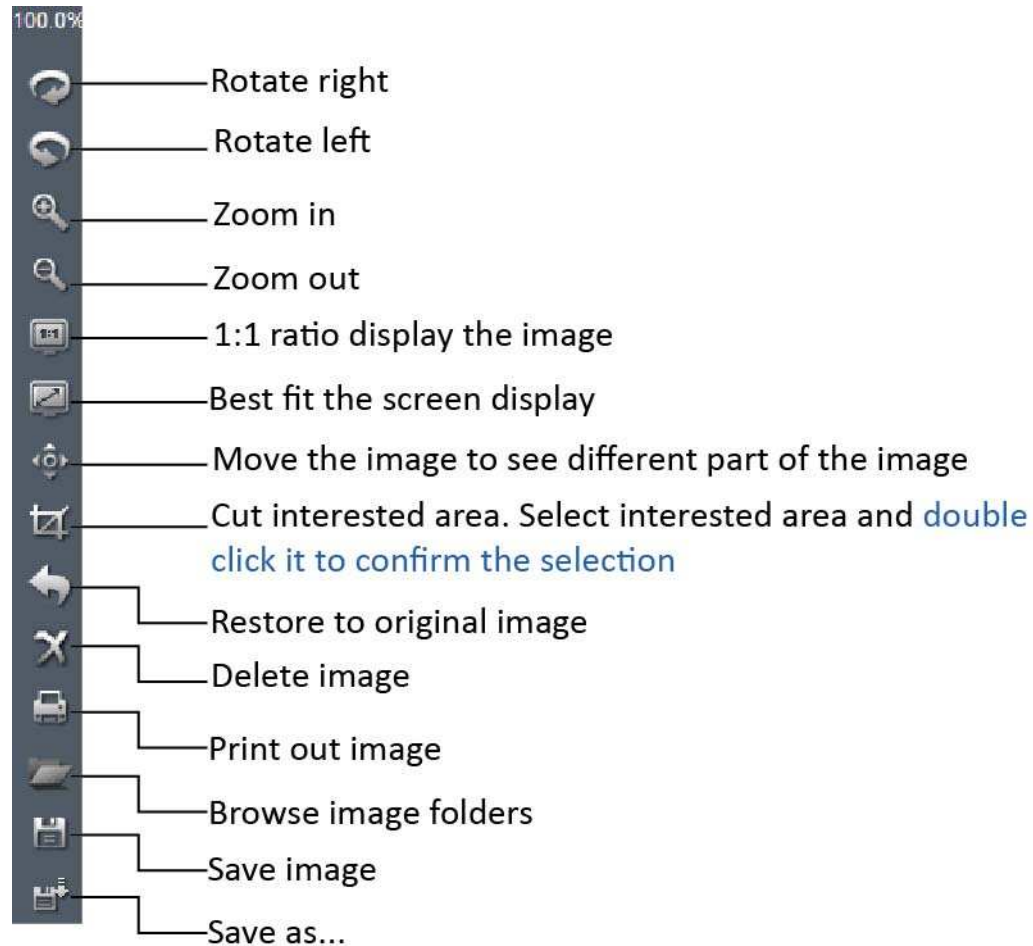 100.0%
Rotate right
Rotate left
Zoom in
Zoom out
1:1
1:1 ratio display the image
Best fit the screen display
Move the image to see different part of the image
Cut interested area. Select interested area and double
click it to confirm the selection
Restore to original image
Delete image
Print out image
Browse image folders
Save image
Save as...